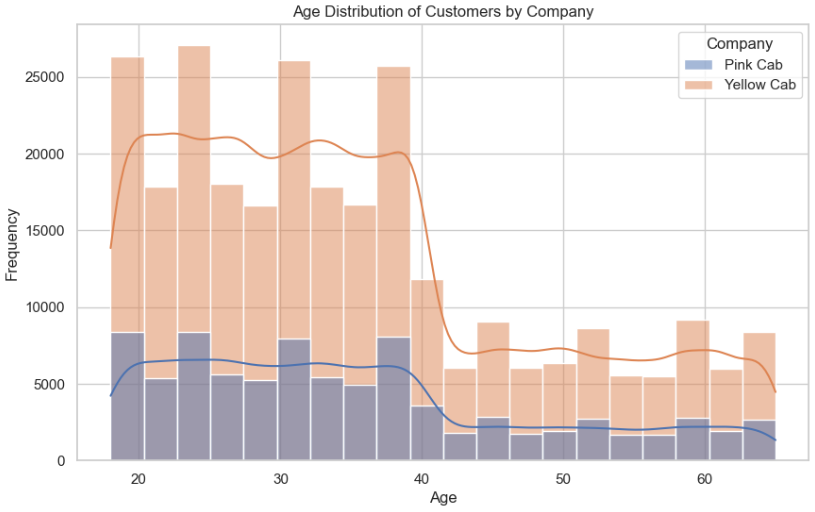 Age Distribution of Customers by Company
Company
Pink Cab
Yellow Cab
25000
20000
15000
10000
5000
0
Frequency
20 30 40 50 60
Age